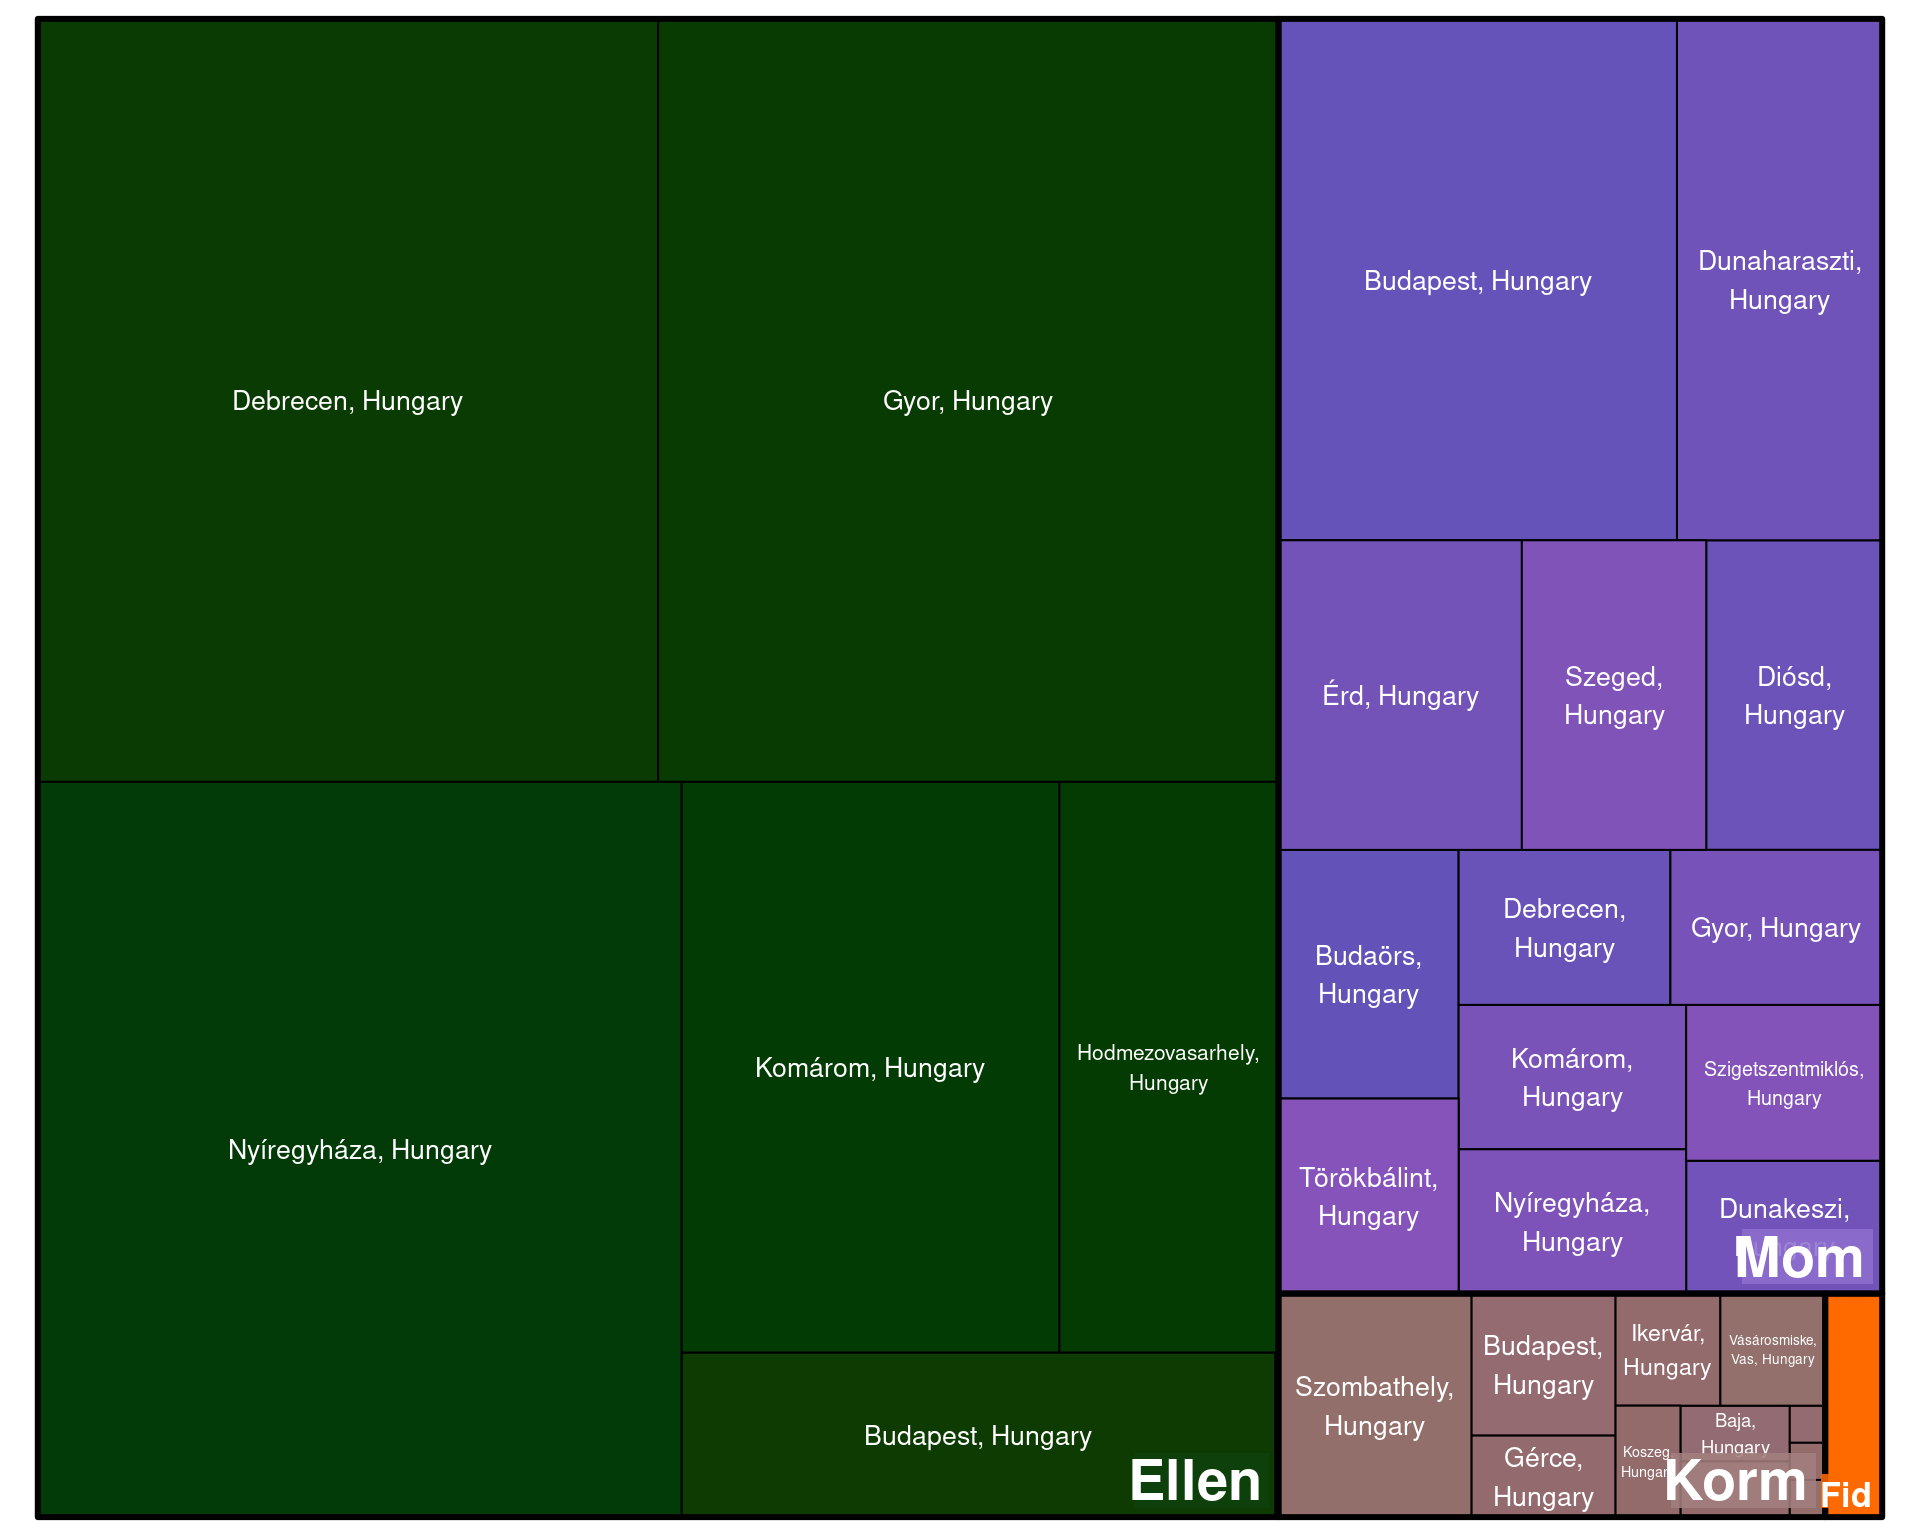 Debrecen, Hungary
Gyor, Hungary
Nyíregyháza, Hungary
Komárom, Hungary
Hodmezovasarhely,
Hungary
Budapest, Hungary
Ellen
Budapest, Hungary
Dunaharaszti,
Hungary
Érd, Hungary
Szeged,
Hungary
Diósd,
Hungary
Budaörs,
Hungary
Debrecen,
Hungary
Gyor, Hungary
Komárom,
Hungary
Szigetszentmiklós,
Hungary
Törökbálint,
Hungary
Nyíregyháza,
Hungary
Dunakeszi,
Mom
Szombathely,
Hungary
Budapest,
Hungary
Gérce,
Hungary
Ikervár,
Hungary
Vásárosmiske,
Vas, Hungary
Koszeg,
Baja,
Hungary
Korm
Fid